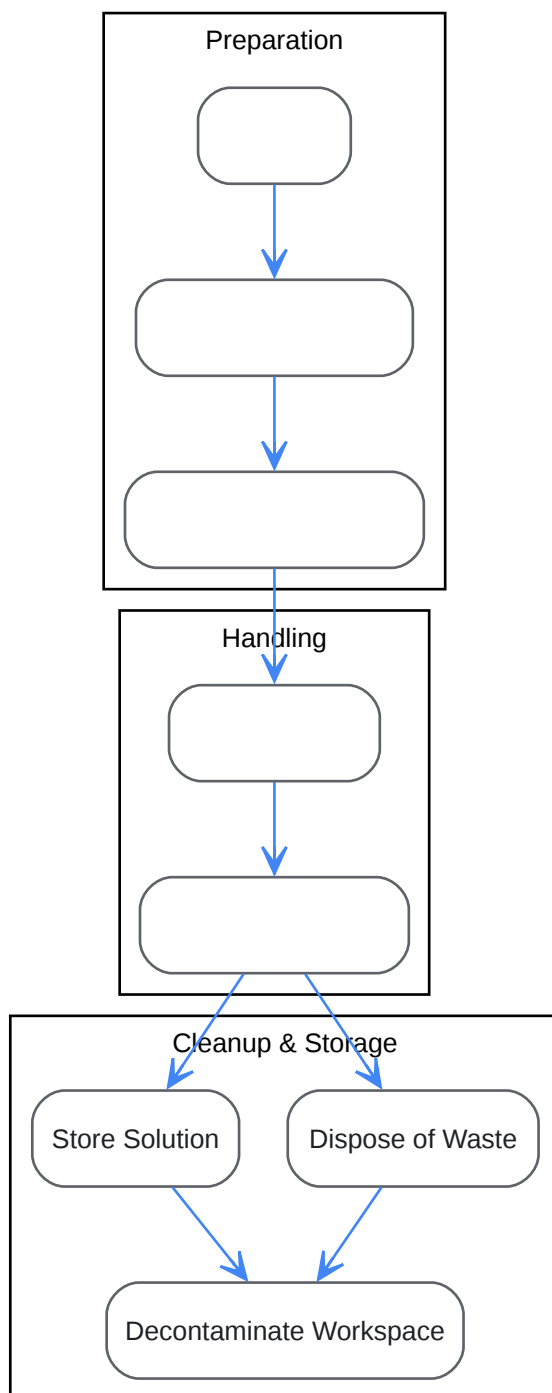 Preparation
Handling
Cleanup & Storage
Store Solution
Dispose of Waste
Decontaminate Workspace